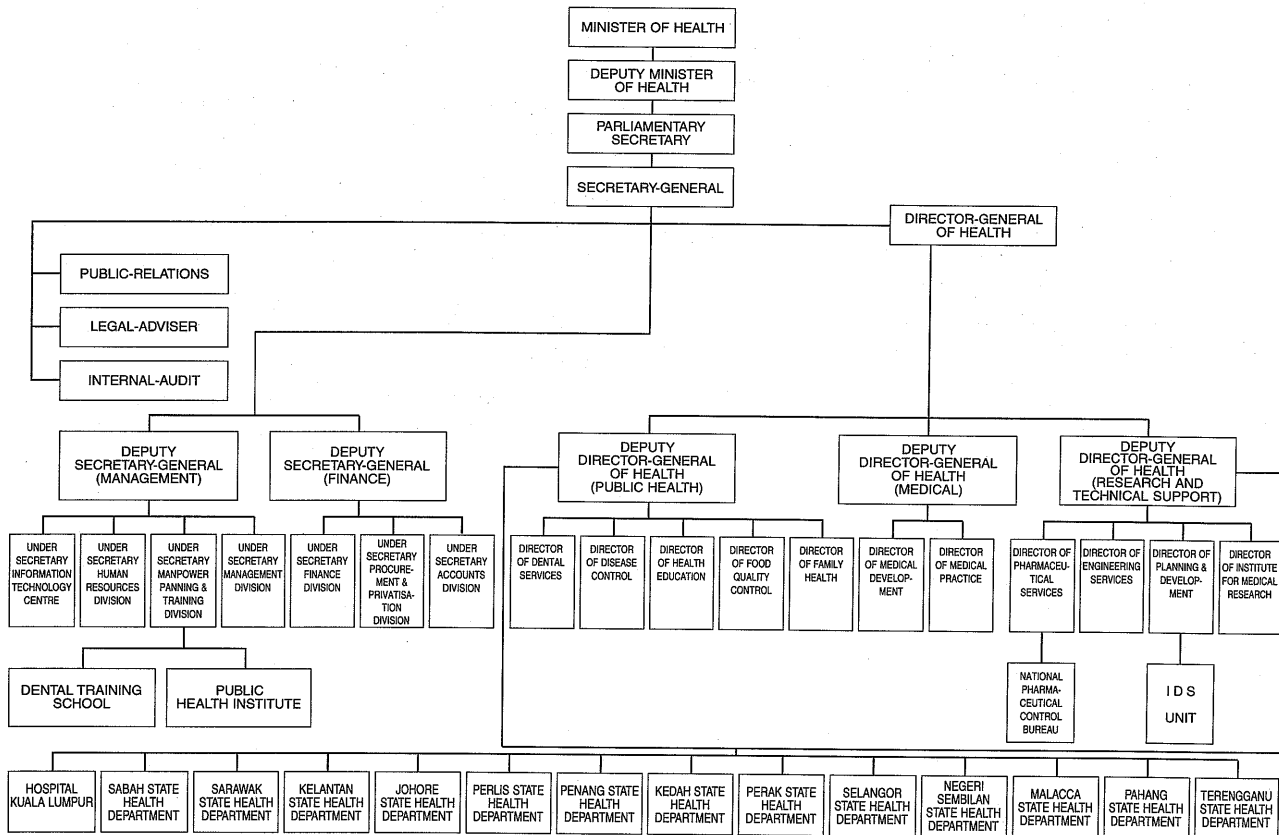 MINISTER OF HEALTH
DEPUTY MINISTER
OF HEALTH
PARLIAMENTARY
SECRETARY
SECRETARY-GENERAL
DIRECTOR-GENERAL
OF HEALTH
PUBLIC-RELATIONS
LEGAL-ADVISER
INTERNAL-AUDIT
DEPUTY
SECRETARY-GENERAL
(MANAGEMENT)
DEPUTY
SECRETARY-GENERAL
(FINANCE)
DEPUTY
DIRECTOR-GENERAL
OF HEALTH
(PUBLIC HEALTH)
DEPUTY
DIRECTOR-GENERAL
OF HEALTH
(MEDICAL)
DEPUTY
DIRECTOR-GENERAL
OF HEALTH
(RESEARCH AND
TECHNICAL SUPPORT)
UNDER
SECRETARY
INFORMATION
TECHNOLOGY
CENTRE
UNDER
SECRETARY
HUMAN
RESOURCES
DIVISION
UNDER
SECRETARY
MANPOWER
PANNING &
TRAINING
DIVISION
UNDER
SECRETARY
MANAGEMENT
DIVISION
UNDER
SECRETARY
FINANCE
DIVISION
UNDER
SECRETARY
PROCURE-
MENT &
PRIVATISA-
TION
DIVISION
UNDER
SECRETARY
ACCOUNTS
DIVISION
DIRECTOR
OF DENTAL
SERVICES
DIRECTOR
OF DISEASE
CONTROL
DIRECTOR
OF HEALTH
EDUCATION
DIRECTOR
OF FOOD
QUALITY
CONTROL
DIRECTOR
OF FAMILY
HEALTH
DIRECTOR
OF MEDICAL
DEVELOP-
MENT
DIRECTOR
OF MEDICAL
PRACTICE
DIRECTOR OF
PHARMACEU-
TICAL
SERVICES
DIRECTOR OF
ENGINEERING
SERVICES
DIRECTOR OF
PLANNING &
DEVELOP-
MENT
DIRECTOR
OF INSTITUTE
FOR MEDICAL
RESEARCH
DENTAL TRAINING
SCHOOL
PUBLIC
HEALTH INSTITUTE
NATIONAL
PHARMA-
CEUTICAL
CONTROL
BUREAU
I D S
UNIT
HOSPITAL
KUALA LUMPUR
SABAH STATE
HEALTH
DEPARTMENT
SARAWAK
STATE HEALTH
DEPARTMENT
KELANTAN
STATE HEALTH
DEPARTMENT
JOHORE
STATE HEALTH
DEPARTMENT
PERLIS STATE
HEALTH
DEPARTMENT
PENANG STATE
HEALTH
DEPARTMENT
KEDAH STATE
HEALTH
DEPARTMENT
PERAK STATE
HEALTH
DEPARTMENT
SELANGOR
STATE HEALTH
DEPARTMENT
NEGERI
SEMBILAN
STATE HEALTH
DEPARTMENT
MALACCA
STATE HEALTH
DEPARTMENT
PAHANG
STATE HEALTH
DEPARTMENT
TERENGGANU
STATE HEALTH
DEPARTMENT